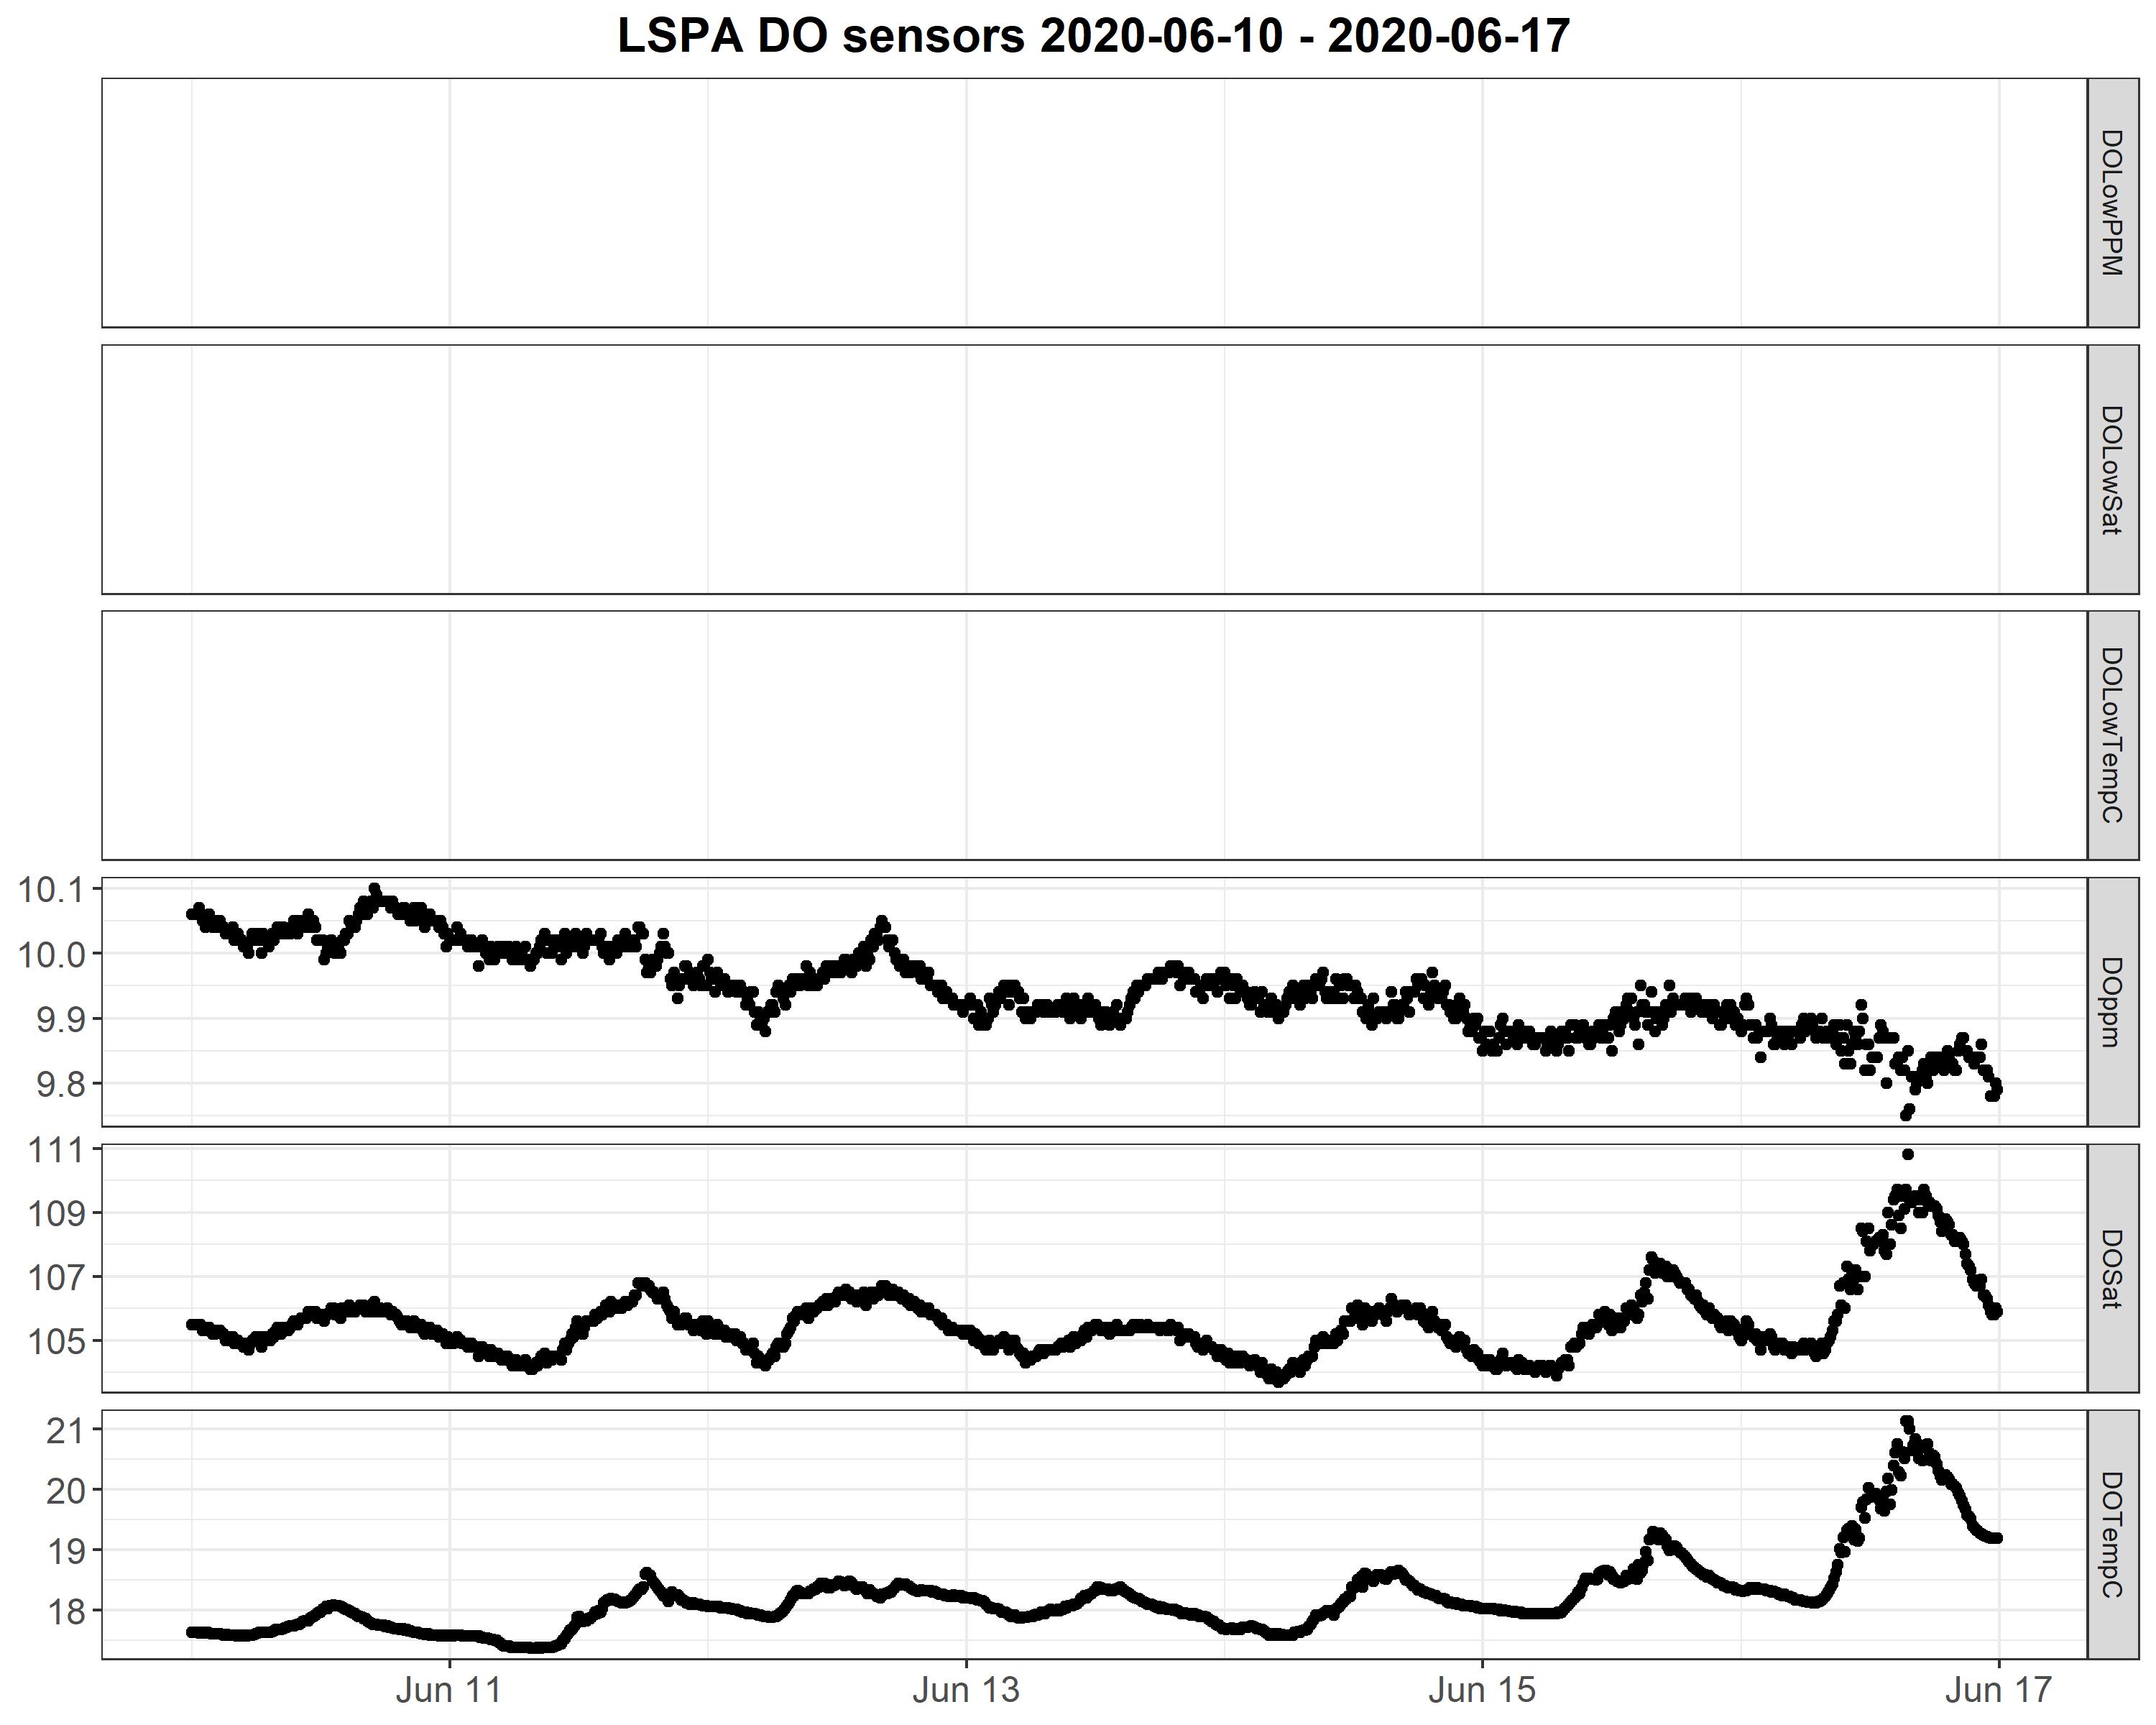 LSPA DO sensors 2020-06-10 - 2020-06-17
DOLowPPM
DOLowSat
DOLowTempC
10.1
10.0
9.9
9.8
DOppm
111
109
107
105
DOSat
21
20
19
18
DOTempC
Jun 11
Jun 13
Jun 15
Jun 17